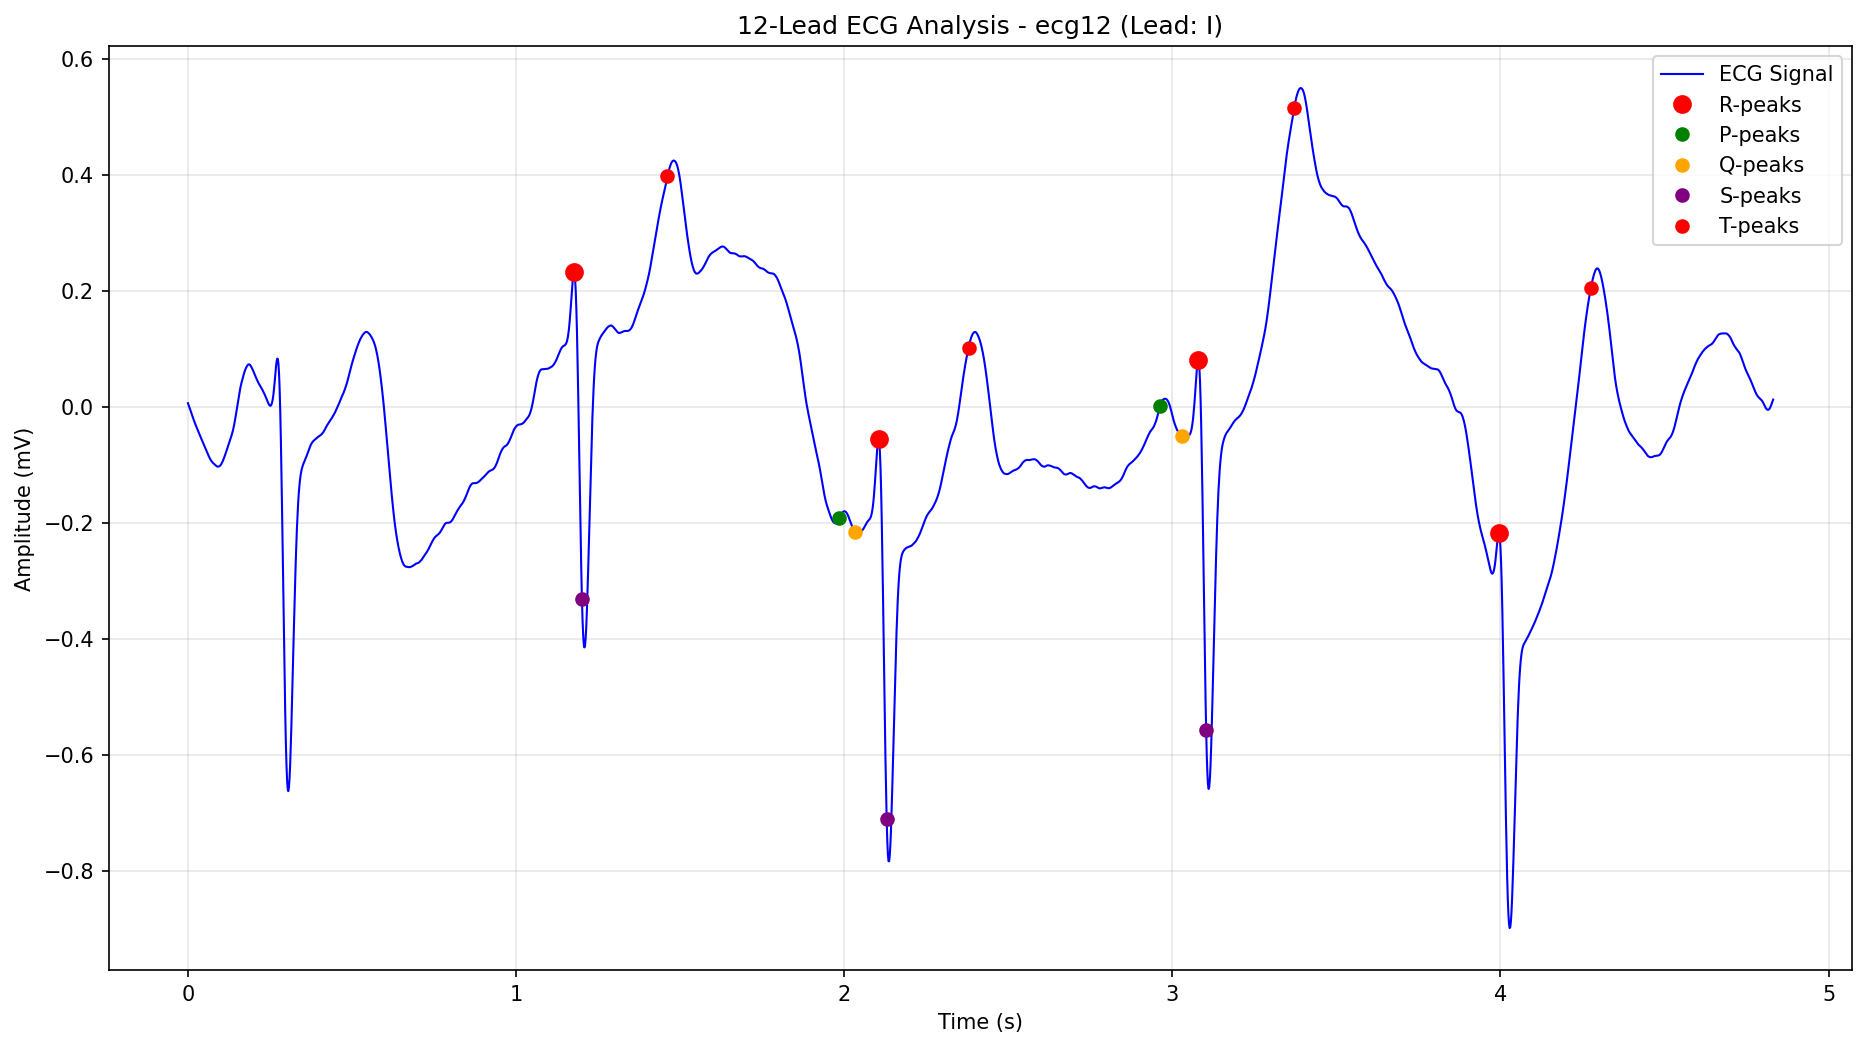 12-Lead ECG Analysis - ecg12 (Lead: I)
ECG Signal
R-peaks
P-peaks
Q-peaks
S-peaks
T-peaks
Amplitude (mV)
0.6
0.4
0.2
0.0
−0.2
−0.4
−0.6
−0.8
0 1 2 3 4 5
Time (s)